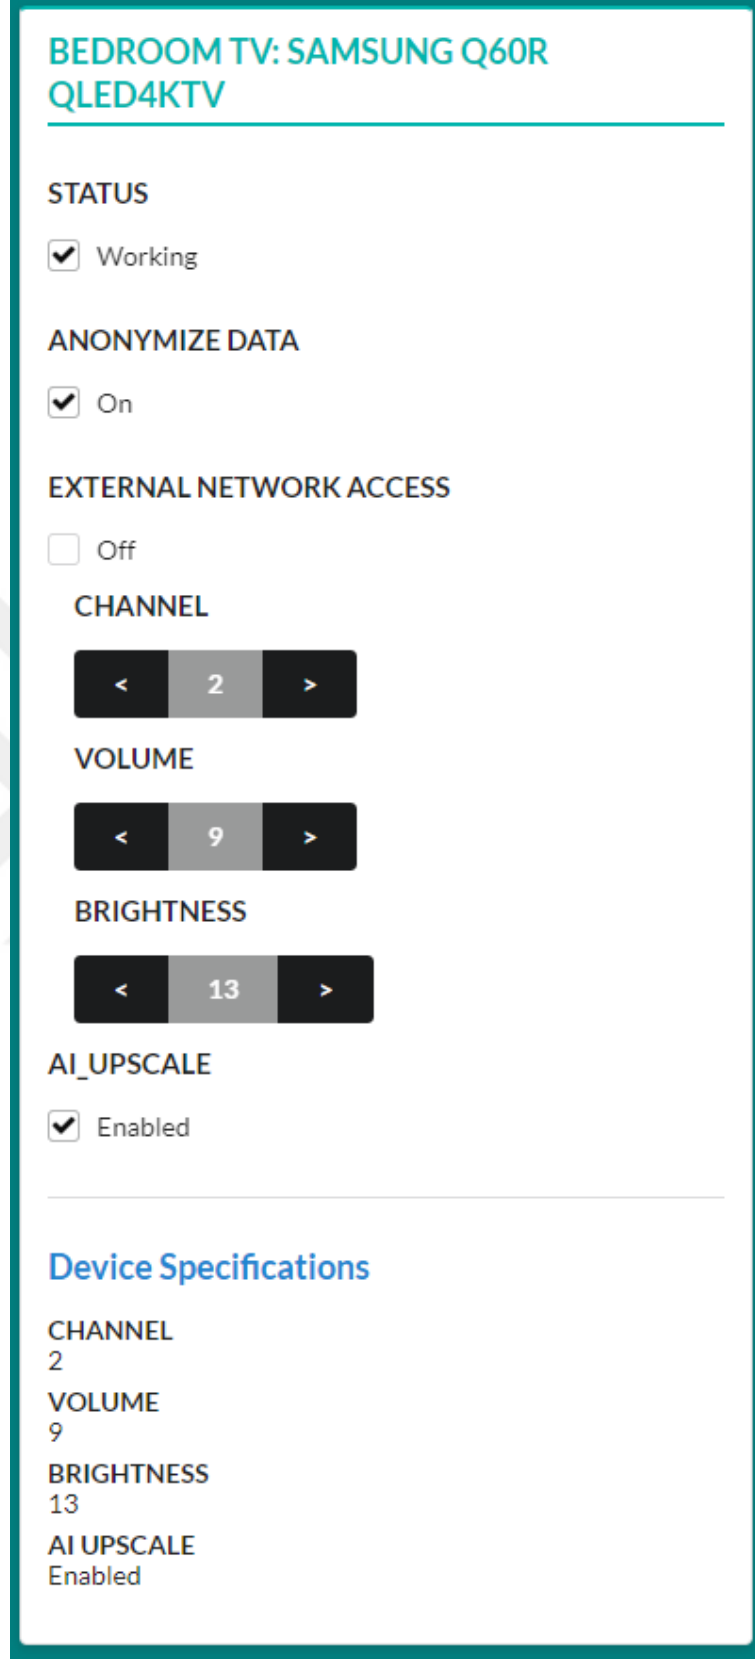 BEDROOM TV: SAMSUNG Q60R
QLED4KTV
STATUS
Working
ANONYMIZE DATA
On
EXTERNAL NETWORK ACCESS
Off
CHANNEL
< 2 >
VOLUME
< 9 >
BRIGHTNESS
< 13 >
AI_UPSCALE
Enabled
Device Specifications
CHANNEL
2
VOLUME
9
BRIGHTNESS
13
AI UPSCALE
Enabled